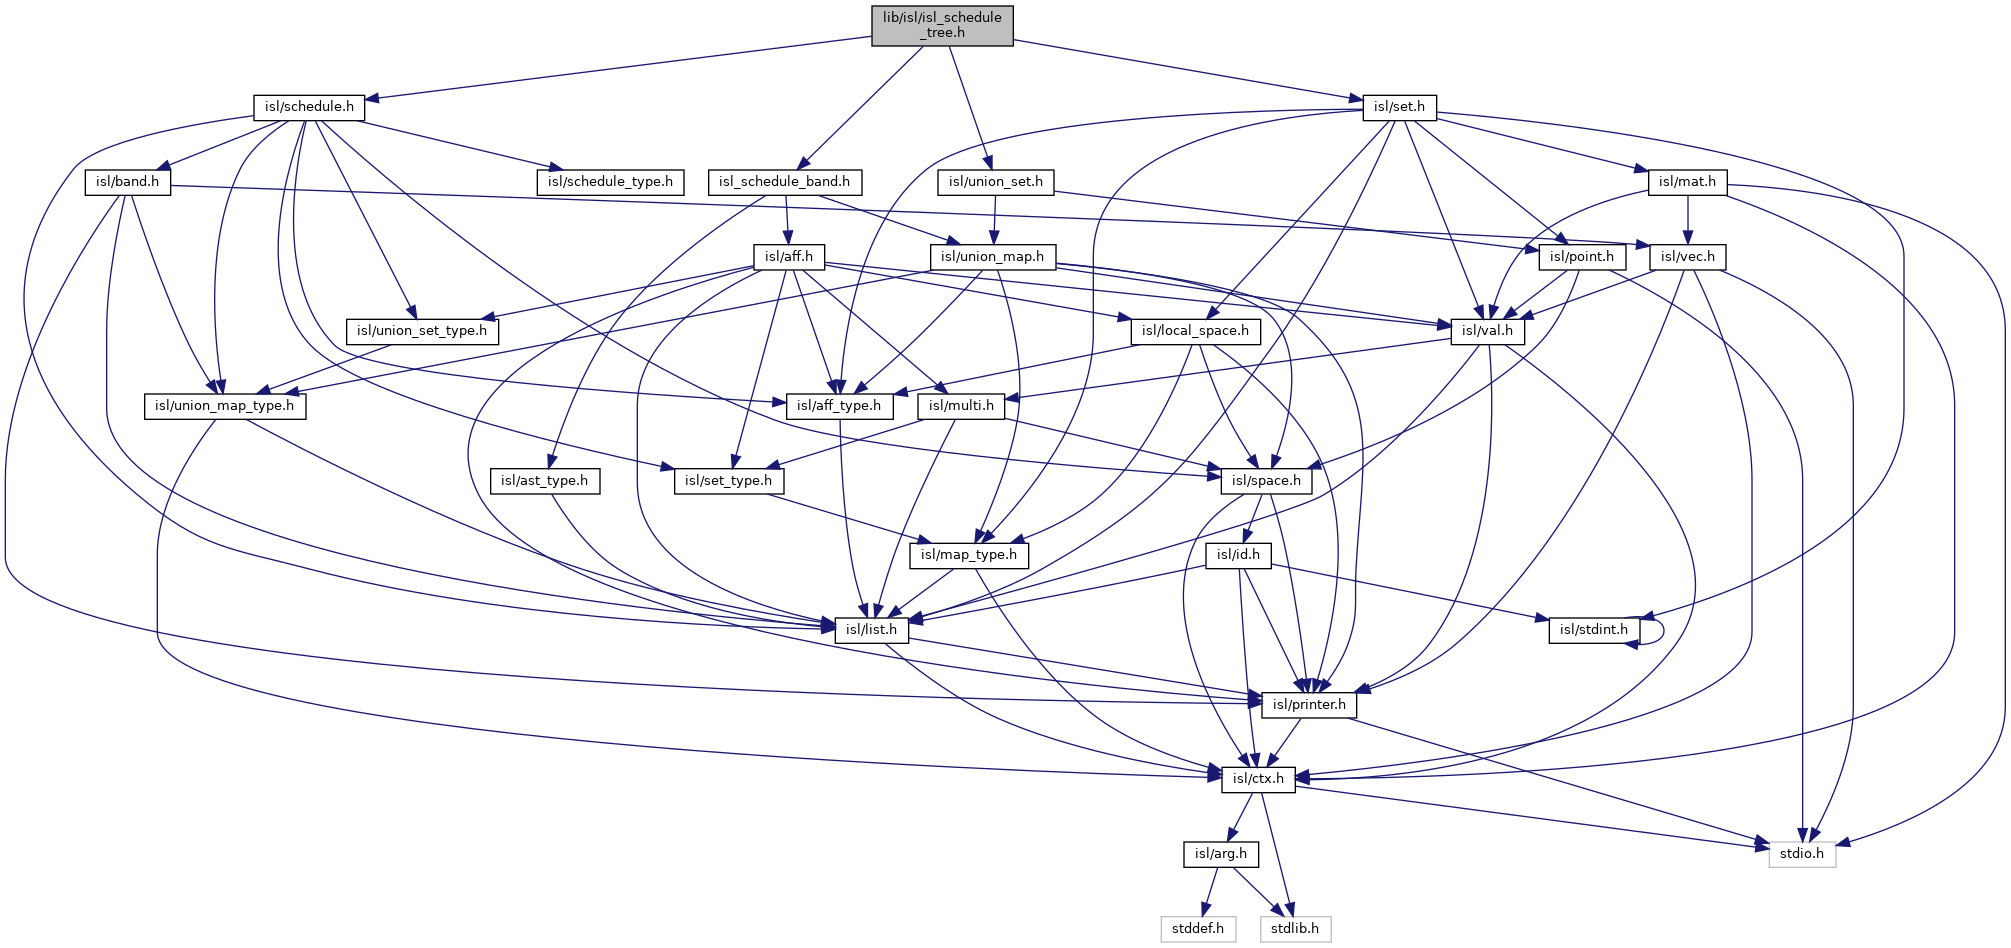 lib/isl/isl_schedule
_tree.h
isl/schedule.h
isl/set.h
isl/band.h
isl/schedule_type.h
isl_schedule_band.h
isl/union_set.h
isl/mat.h
isl/aff.h
isl/union_map.h
isl/point.h
isl/vec.h
isl/union_set_type.h
isl/local_space.h
isl/val.h
isl/union_map_type.h
isl/aff_type.h
isl/multi.h
isl/ast_type.h
isl/set_type.h
isl/space.h
isl/map_type.h
isl/id.h
isl/list.h
isl/stdint.h
isl/printer.h
isl/ctx.h
isl/arg.h
stdio.h
stddef.h
stdlib.h